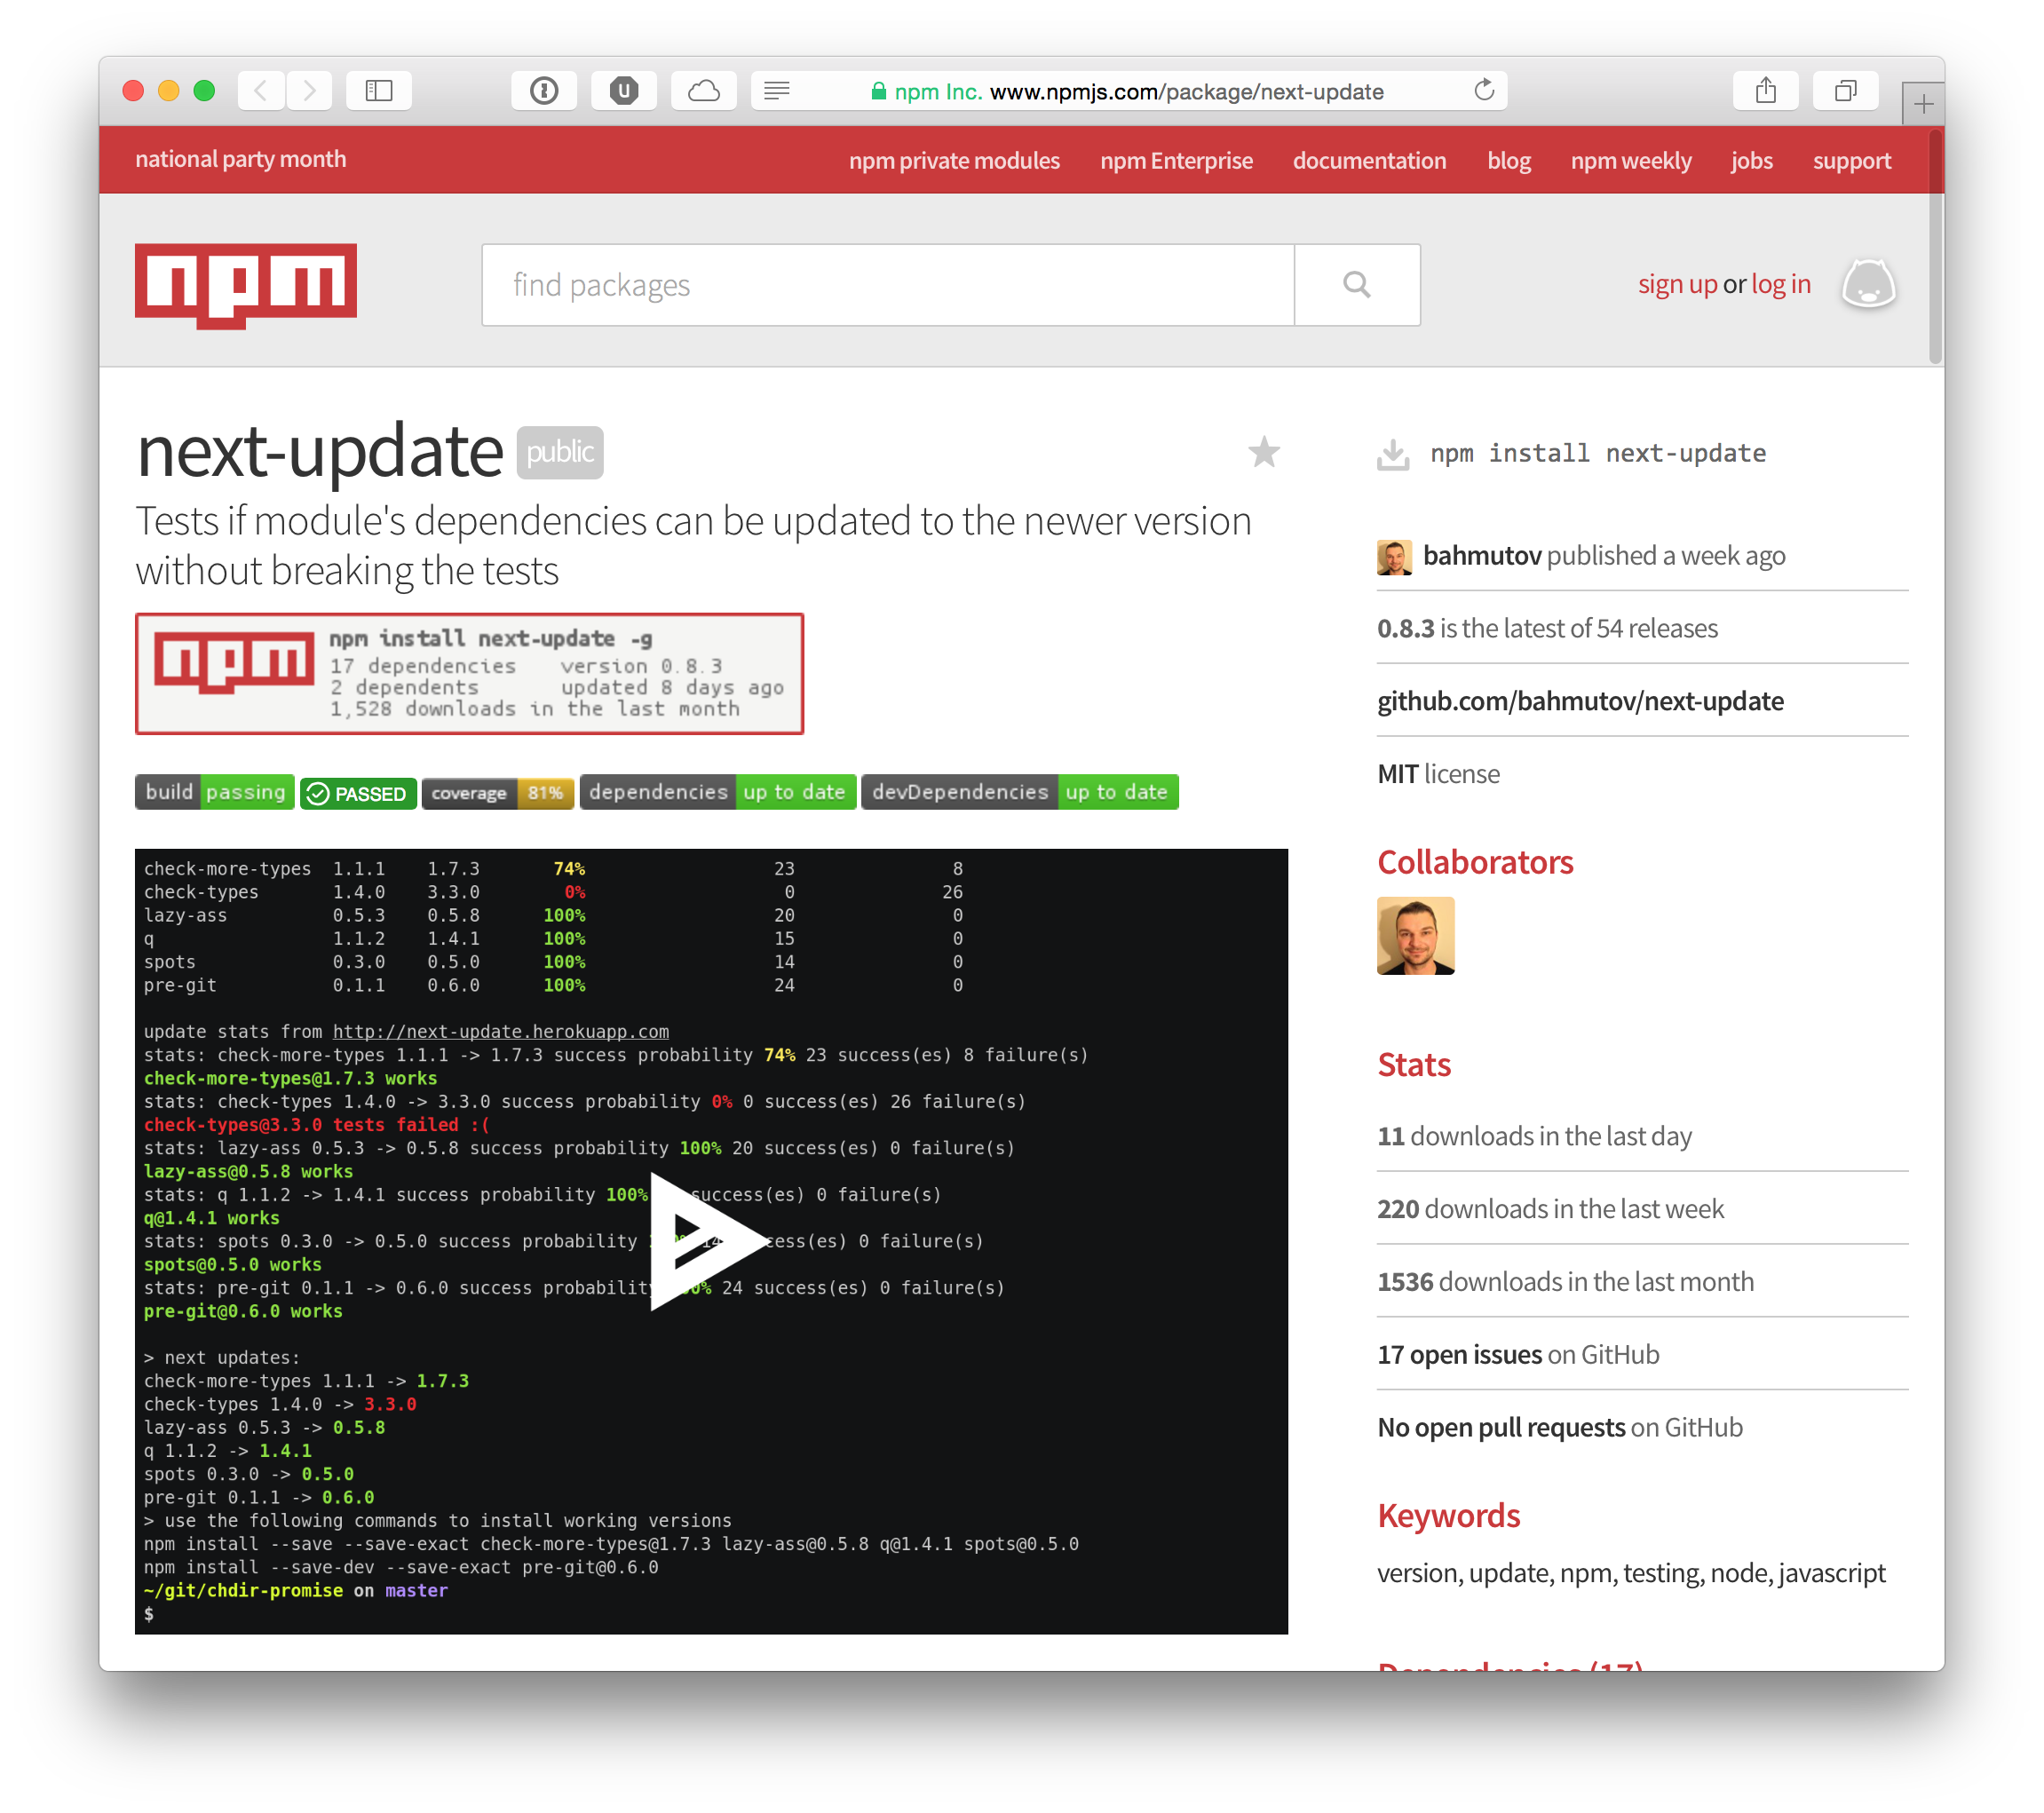 npm Inc. www.npmjs.com/package/next-update
national party month
npm private modules npm Enterprise documentation blog npm weekly jobs support
npm
find packages
sign up or log in
next-update public
Tests if module's dependencies can be updated to the newer version
without breaking the tests
npm
npm install next-update -g
17 dependencies version 0.8.3
2 dependents updated 8 days ago
1,528 downloads in the last month
build passing PASSED coverage 81% dependencies up to date devDependencies up to date
check-more-types 1.1.1 1.7.3 74% 23 8
check-types 1.4.0 3.3.0 0% 0 26
lazy-ass 0.5.3 0.5.8 100% 20 0
q 1.1.2 1.4.1 100% 15 0
spots 0.3.0 0.5.0 100% 14 0
pre-git 0.1.1 0.6.0 100% 24 0
update stats from http://next-update.herokuapp.com
stats: check-more-types 1.1.1 -> 1.7.3 success probability 74% 23 success(es) 8 failure(s)
check-more-types@1.7.3 works
stats: check-types 1.4.0 -> 3.3.0 success probability 0% 0 success(es) 26 failure(s)
check-types@3.3.0 tests failed :(
stats: lazy-ass 0.5.3 -> 0.5.8 success probability 100% 20 success(es) 0 failure(s)
lazy-ass@0.5.8 works
stats: q 1.1.2 -> 1.4.1 success probability 100% success(es) 0 failure(s)
q@1.4.1 works
stats: spots 0.3.0 -> 0.5.0 success probability 14 0 failure(s)
spots@0.5.0 works
stats: pre-git 0.1.1 -> 0.6.0 success probability 24 success(es) 0 failure(s)
pre-git@0.6.0 works
> next updates:
check-more-types 1.1.1 -> 1.7.3
check-types 1.4.0 -> 3.3.0
lazy-ass 0.5.3 -> 0.5.8
q 1.1.2 -> 1.4.1
spots 0.3.0 -> 0.5.0
pre-git 0.1.1 -> 0.6.0
> use the following commands to install working versions
npm install --save --save-exact check-more-types@1.7.3 lazy-ass@0.5.8 q@1.4.1 spots@0.5.0
npm install --save-dev --save-exact pre-git@0.6.0
~/git/chdir-promise on master
$
npm install next-update
bahmutov published a week ago
0.8.3 is the latest of 54 releases
github.com/bahmutov/next-update
MIT license
Collaborators
Stats
11 downloads in the last day
220 downloads in the last week
1536 downloads in the last month
17 open issues on GitHub
No open pull requests on GitHub
Keywords
version, update, npm, testing, node, javascript
Dependencies (17)